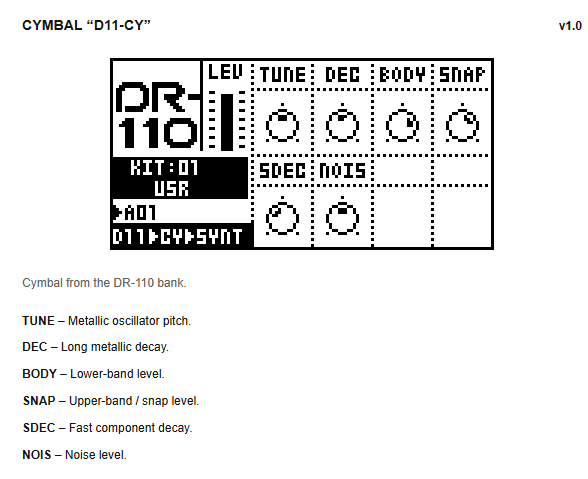 CYMBAL “D11-CY” v1.0
DR-110 LEV TUNE DEC BODY SNAP
KIT:01
USR
SDEC NOIS
A01
D11▸CY▸SYNT
Cymbal from the DR-110 bank.
TUNE – Metallic oscillator pitch.
DEC – Long metallic decay.
BODY – Lower-band level.
SNAP – Upper-band / snap level.
SDEC – Fast component decay.
NOIS – Noise level.